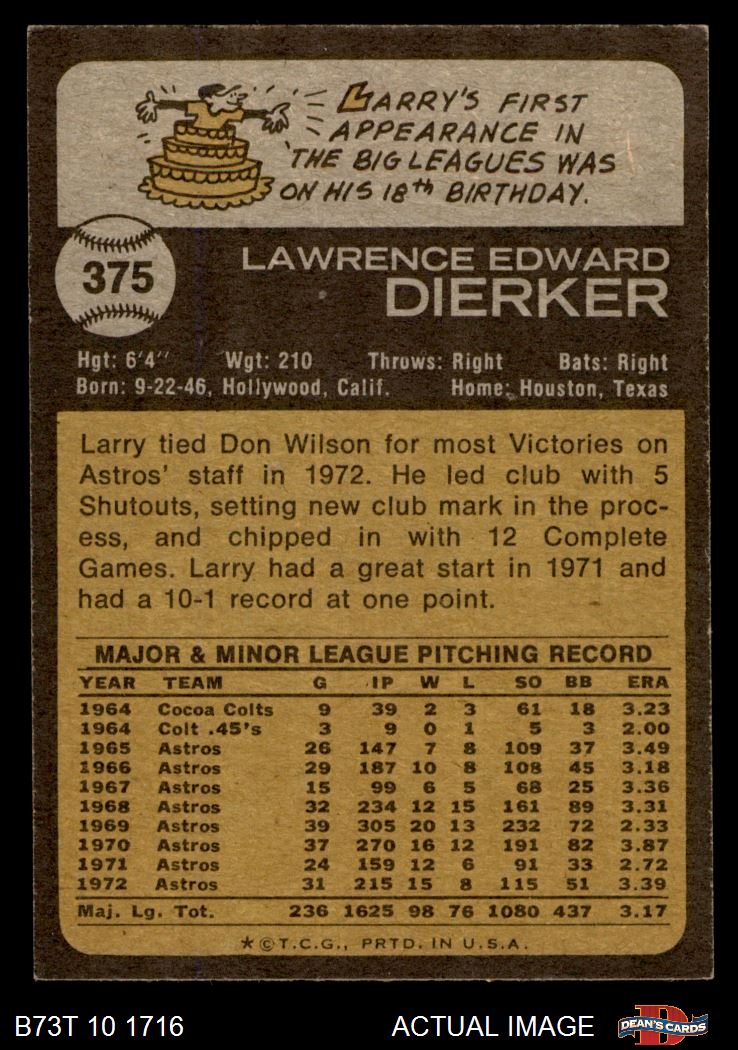 LARRY'S FIRST
APPEARANCE IN
THE BIG LEAGUES WAS
ON HIS 18th BIRTHDAY.
375
LAWRENCE EDWARD
DIERKER
Hgt: 6'4" Wgt: 210 Throws: Right Bats: Right
Born: 9-22-46, Hollywood, Calif. Home: Houston, Texas
Larry tied Don Wilson for most Victories on
Astros' staff in 1972. He led club with 5
Shutouts, setting new club mark in the proc-
ess, and chipped in with 12 Complete
Games. Larry had a great start in 1971 and
had a 10-1 record at one point.
MAJOR & MINOR LEAGUE PITCHING RECORD
YEAR TEAM G IP W L SO BB ERA
1964 Cocoa Colts 9 39 2 3 61 18 3.23
1964 Colt .45's 3 9 0 1 5 3 2.00
1965 Astros 26 147 7 8 109 37 3.49
1966 Astros 29 187 10 8 108 45 3.18
1967 Astros 15 99 6 5 68 25 3.36
1968 Astros 32 234 12 15 161 89 3.31
1969 Astros 39 305 20 13 232 72 2.33
1970 Astros 37 270 16 12 191 82 3.87
1971 Astros 24 159 12 6 91 33 2.72
1972 Astros 31 215 15 8 115 51 3.39
Maj. Lg. Tot. 236 1625 98 76 1080 437 3.17
★©T.C.G., PRTD. IN U.S.A.
B73T 10 1716 ACTUAL IMAGE DEAN'S CARDS